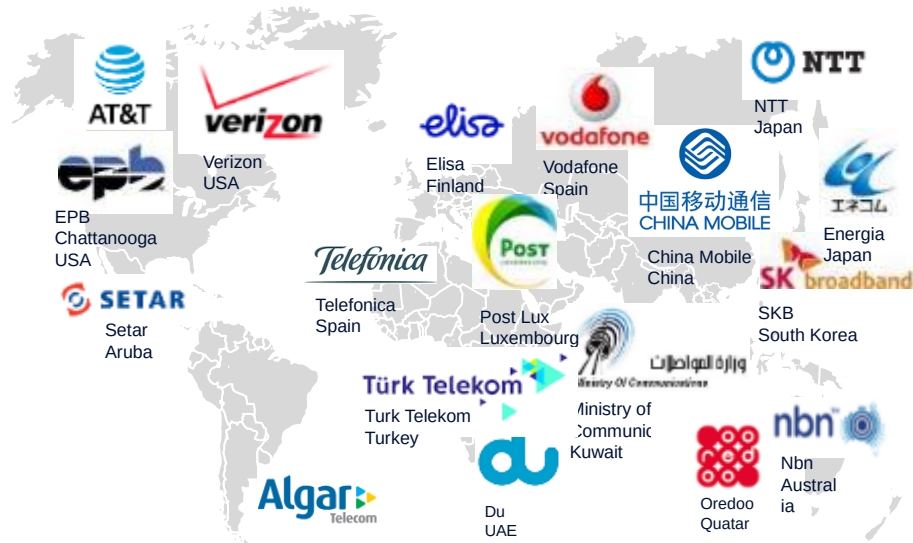 AT&T
verizon
Verizon
USA
epb
EPB
Chattanooga
USA
SETAR
Setar
Aruba
elisa
Elisa
Finland
vodafone
Vodafone
Spain
Telefónica
Telefonica
Spain
POST
Post Lux
Luxembourg
中国移动通信
CHINA MOBILE
China Mobile
China
NTT
NTT
Japan
エネコム
Energia
Japan
SK broadband
SKB
South Korea
Türk Telekom
Turk Telekom
Turkey
وزارة المواصلات
Ministry Of Communications
Ministry of
Communic
Kuwait
du
Du
UAE
Algar
Telecom
Oredoo
Quatar
nbn
Nbn
Austral
ia